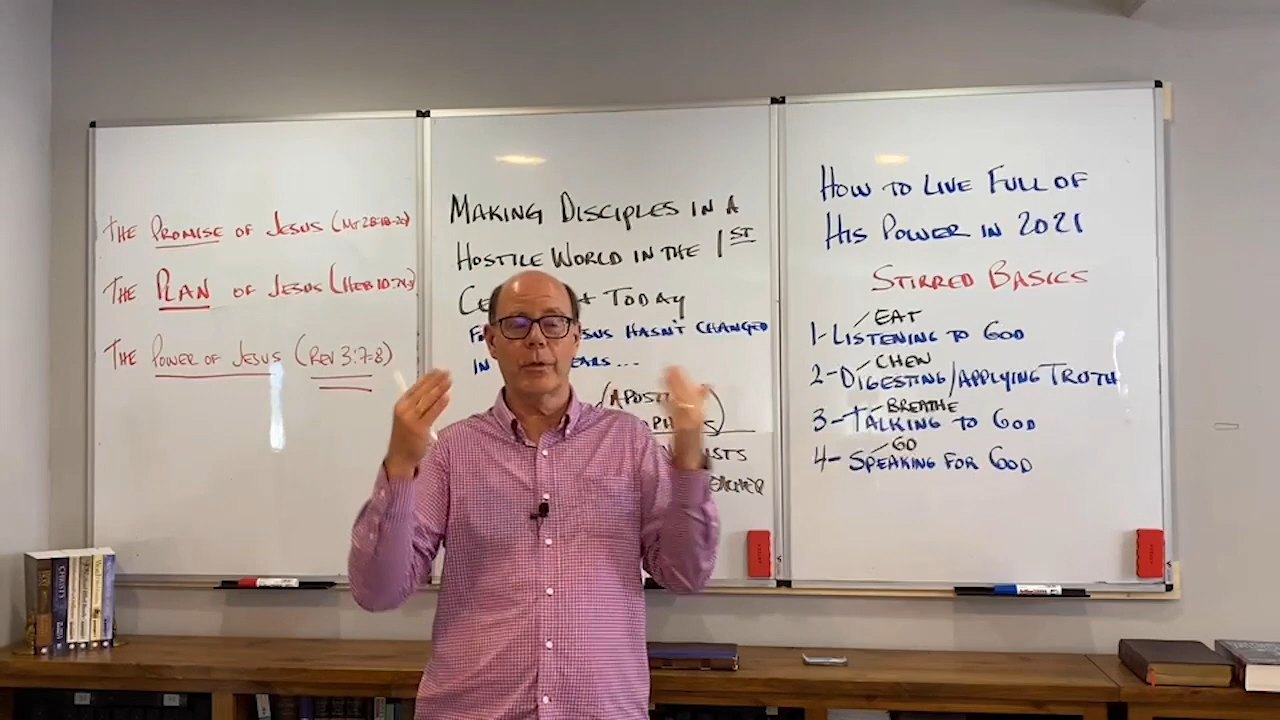 THE PROMISE OF JESUS (MT 28:18-20)
THE PLAN OF JESUS (HEB 10:7,9)
THE POWER OF JESUS (REV 3:7-8)
MAKING DISCIPLES IN A
HOSTILE WORLD IN THE 1ST
TODAY
HASN'T CHANGED
IN
HOW TO LIVE FULL OF
HIS POWER IN 2021
STIRRED BASICS
EAT
1-LISTENING TO GOD
CHEW
2-DIGESTING/APPLYING TRUTH
BREATHE
3-TALKING TO GOD
GO
4-SPEAKING FOR GOD
CHRIST'S